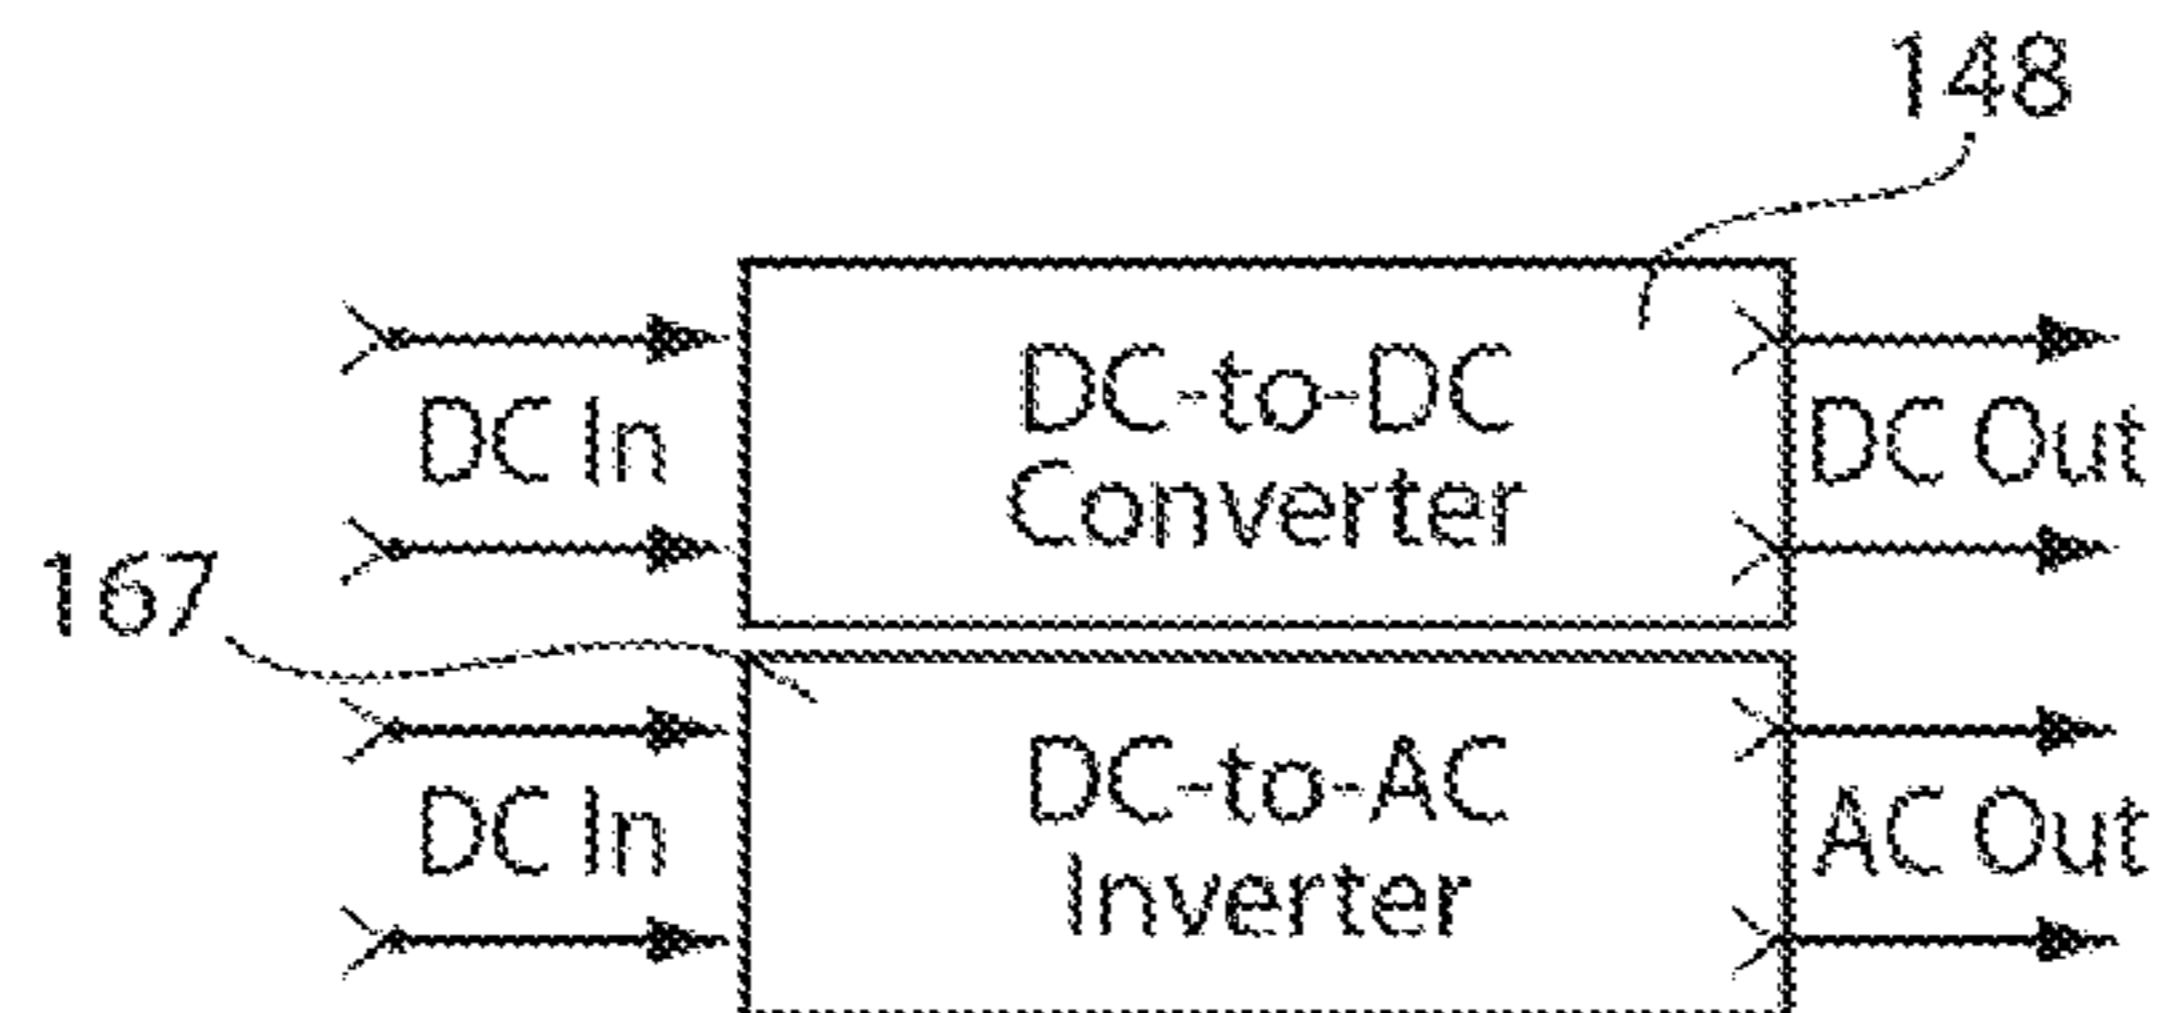 148
DC-to-DC
Converter
DC In
DC Out
167
DC-to-AC
Inverter
DC In
AC Out